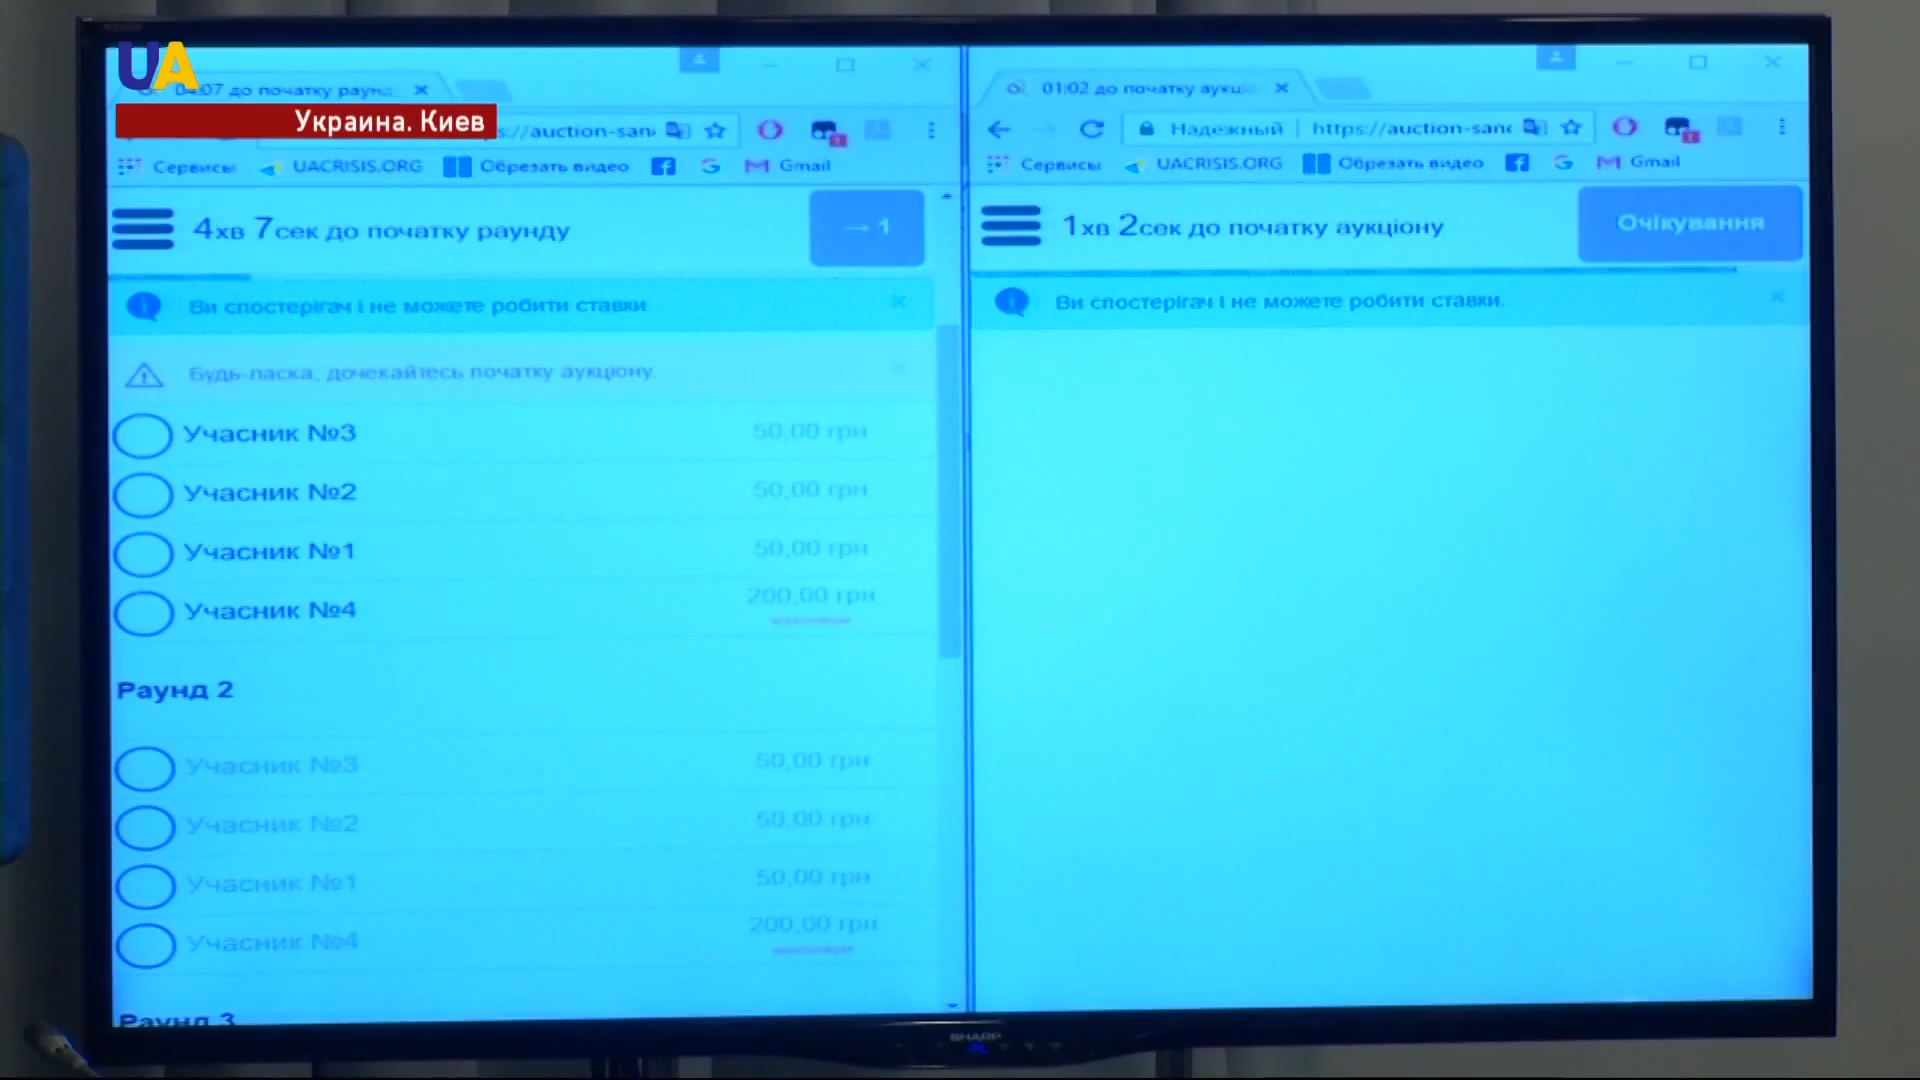 UA
Украина. Киев
04:07 до початку раунд
s://auction-san
Сервисы UACRISIS.ORG Обрезать видео G Gmail
4хв 7сек до початку раунду → 1
Ви спостерігач і не можете робити ставки.
Будь-ласка, дочекайтесь початку аукціону.
Учасник №3 50,00 грн
Учасник №2 50,00 грн
Учасник №1 50,00 грн
Учасник №4 200,00 грн
Раунд 2
Учасник №3 50,00 грн
Учасник №2 50,00 грн
Учасник №1 50,00 грн
Учасник №4 200,00 грн
Раунд 3
01:02 до початку аукц
Надежный https://auction-san
Сервисы UACRISIS.ORG Обрезать видео G Gmail
1хв 2сек до початку аукціону Очікування
Ви спостерігач і не можете робити ставки.
SHARP